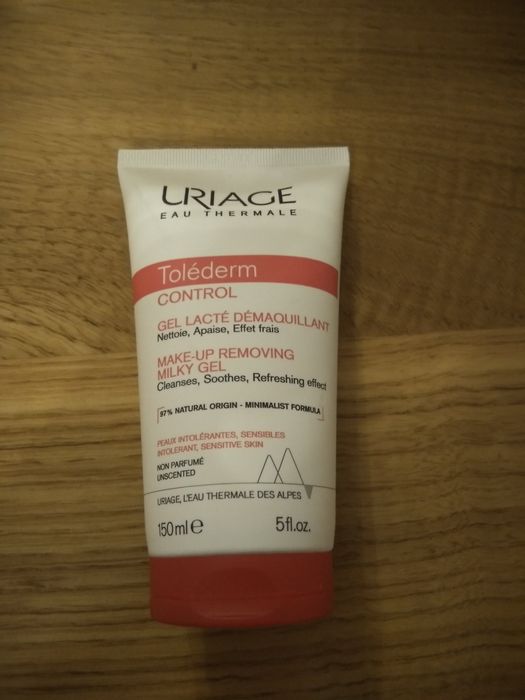 URIAGE
EAU THERMALE
Toléderm
CONTROL
GEL LACTÉ DÉMAQUILLANT
Nettoie, Apaise, Effet frais
MAKE-UP REMOVING
MILKY GEL
Cleanses, Soothes, Refreshing effect
97% NATURAL ORIGIN - MINIMALIST FORMULA
PEAUX INTOLÉRANTES, SENSIBLES
INTOLERANT, SENSITIVE SKIN
NON PARFUMÉ
UNSCENTED
URIAGE, L'EAU THERMALE DES ALPES
150ml e 5fl.oz.